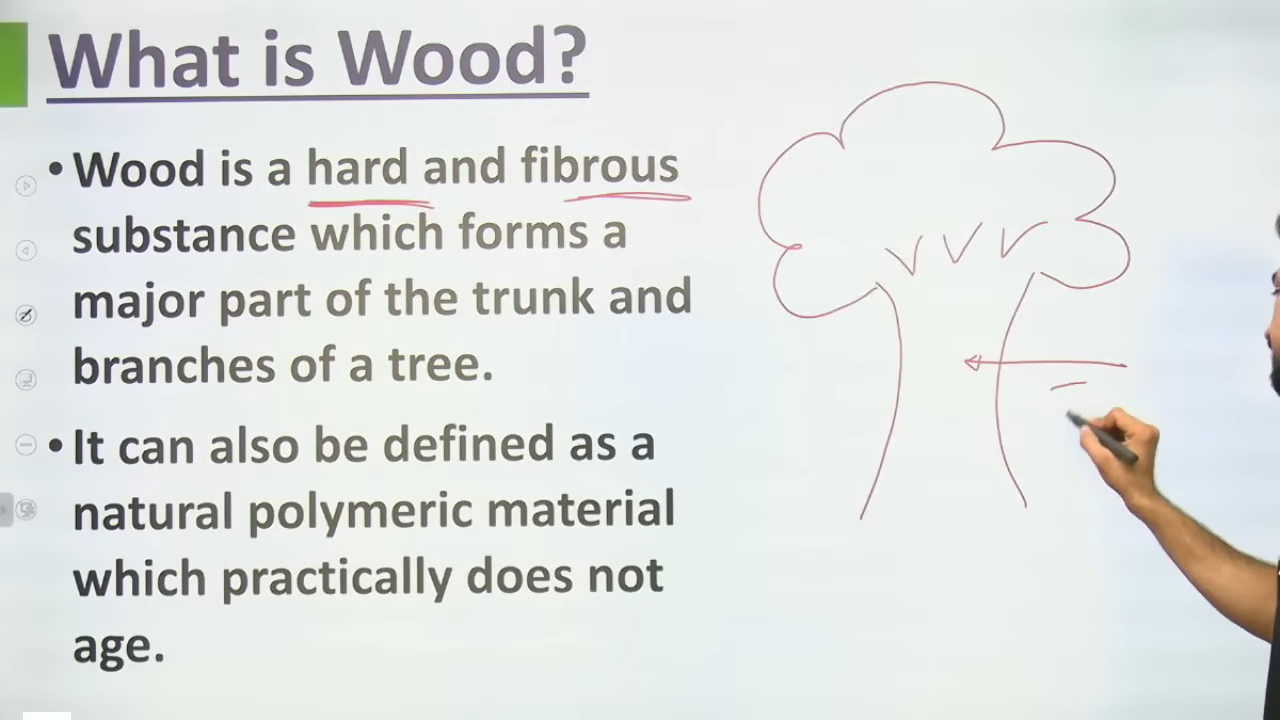 What is Wood?
• Wood is a hard and fibrous
substance which forms a
major part of the trunk and
branches of a tree.
• It can also be defined as a
natural polymeric material
which practically does not
age.